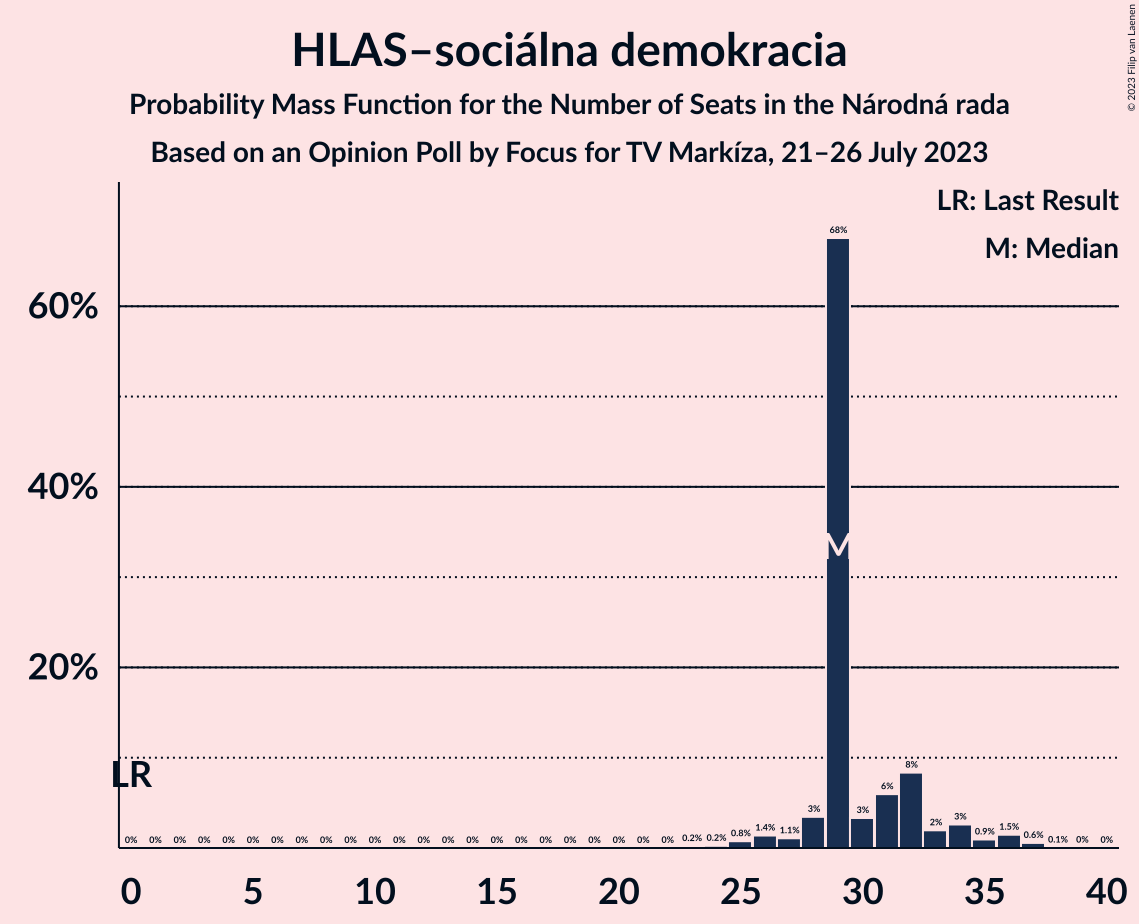 HLAS–sociálna demokracia
Probability Mass Function for the Number of Seats in the Národná rada
Based on an Opinion Poll by Focus for TV Markíza, 21–26 July 2023
© 2023 Filip van Laenen
LR: Last Result
M: Median
60%
40%
20%
LR
M
0% 0% 0% 0% 0% 0% 0% 0% 0% 0% 0% 0% 0% 0% 0% 0% 0% 0% 0% 0% 0% 0% 0% 0.2% 0.2% 0.8% 1.4% 1.1% 3% 68% 3% 6% 8% 2% 3% 0.9% 1.5% 0.6% 0.1% 0% 0%
0 5 10 15 20 25 30 35 40